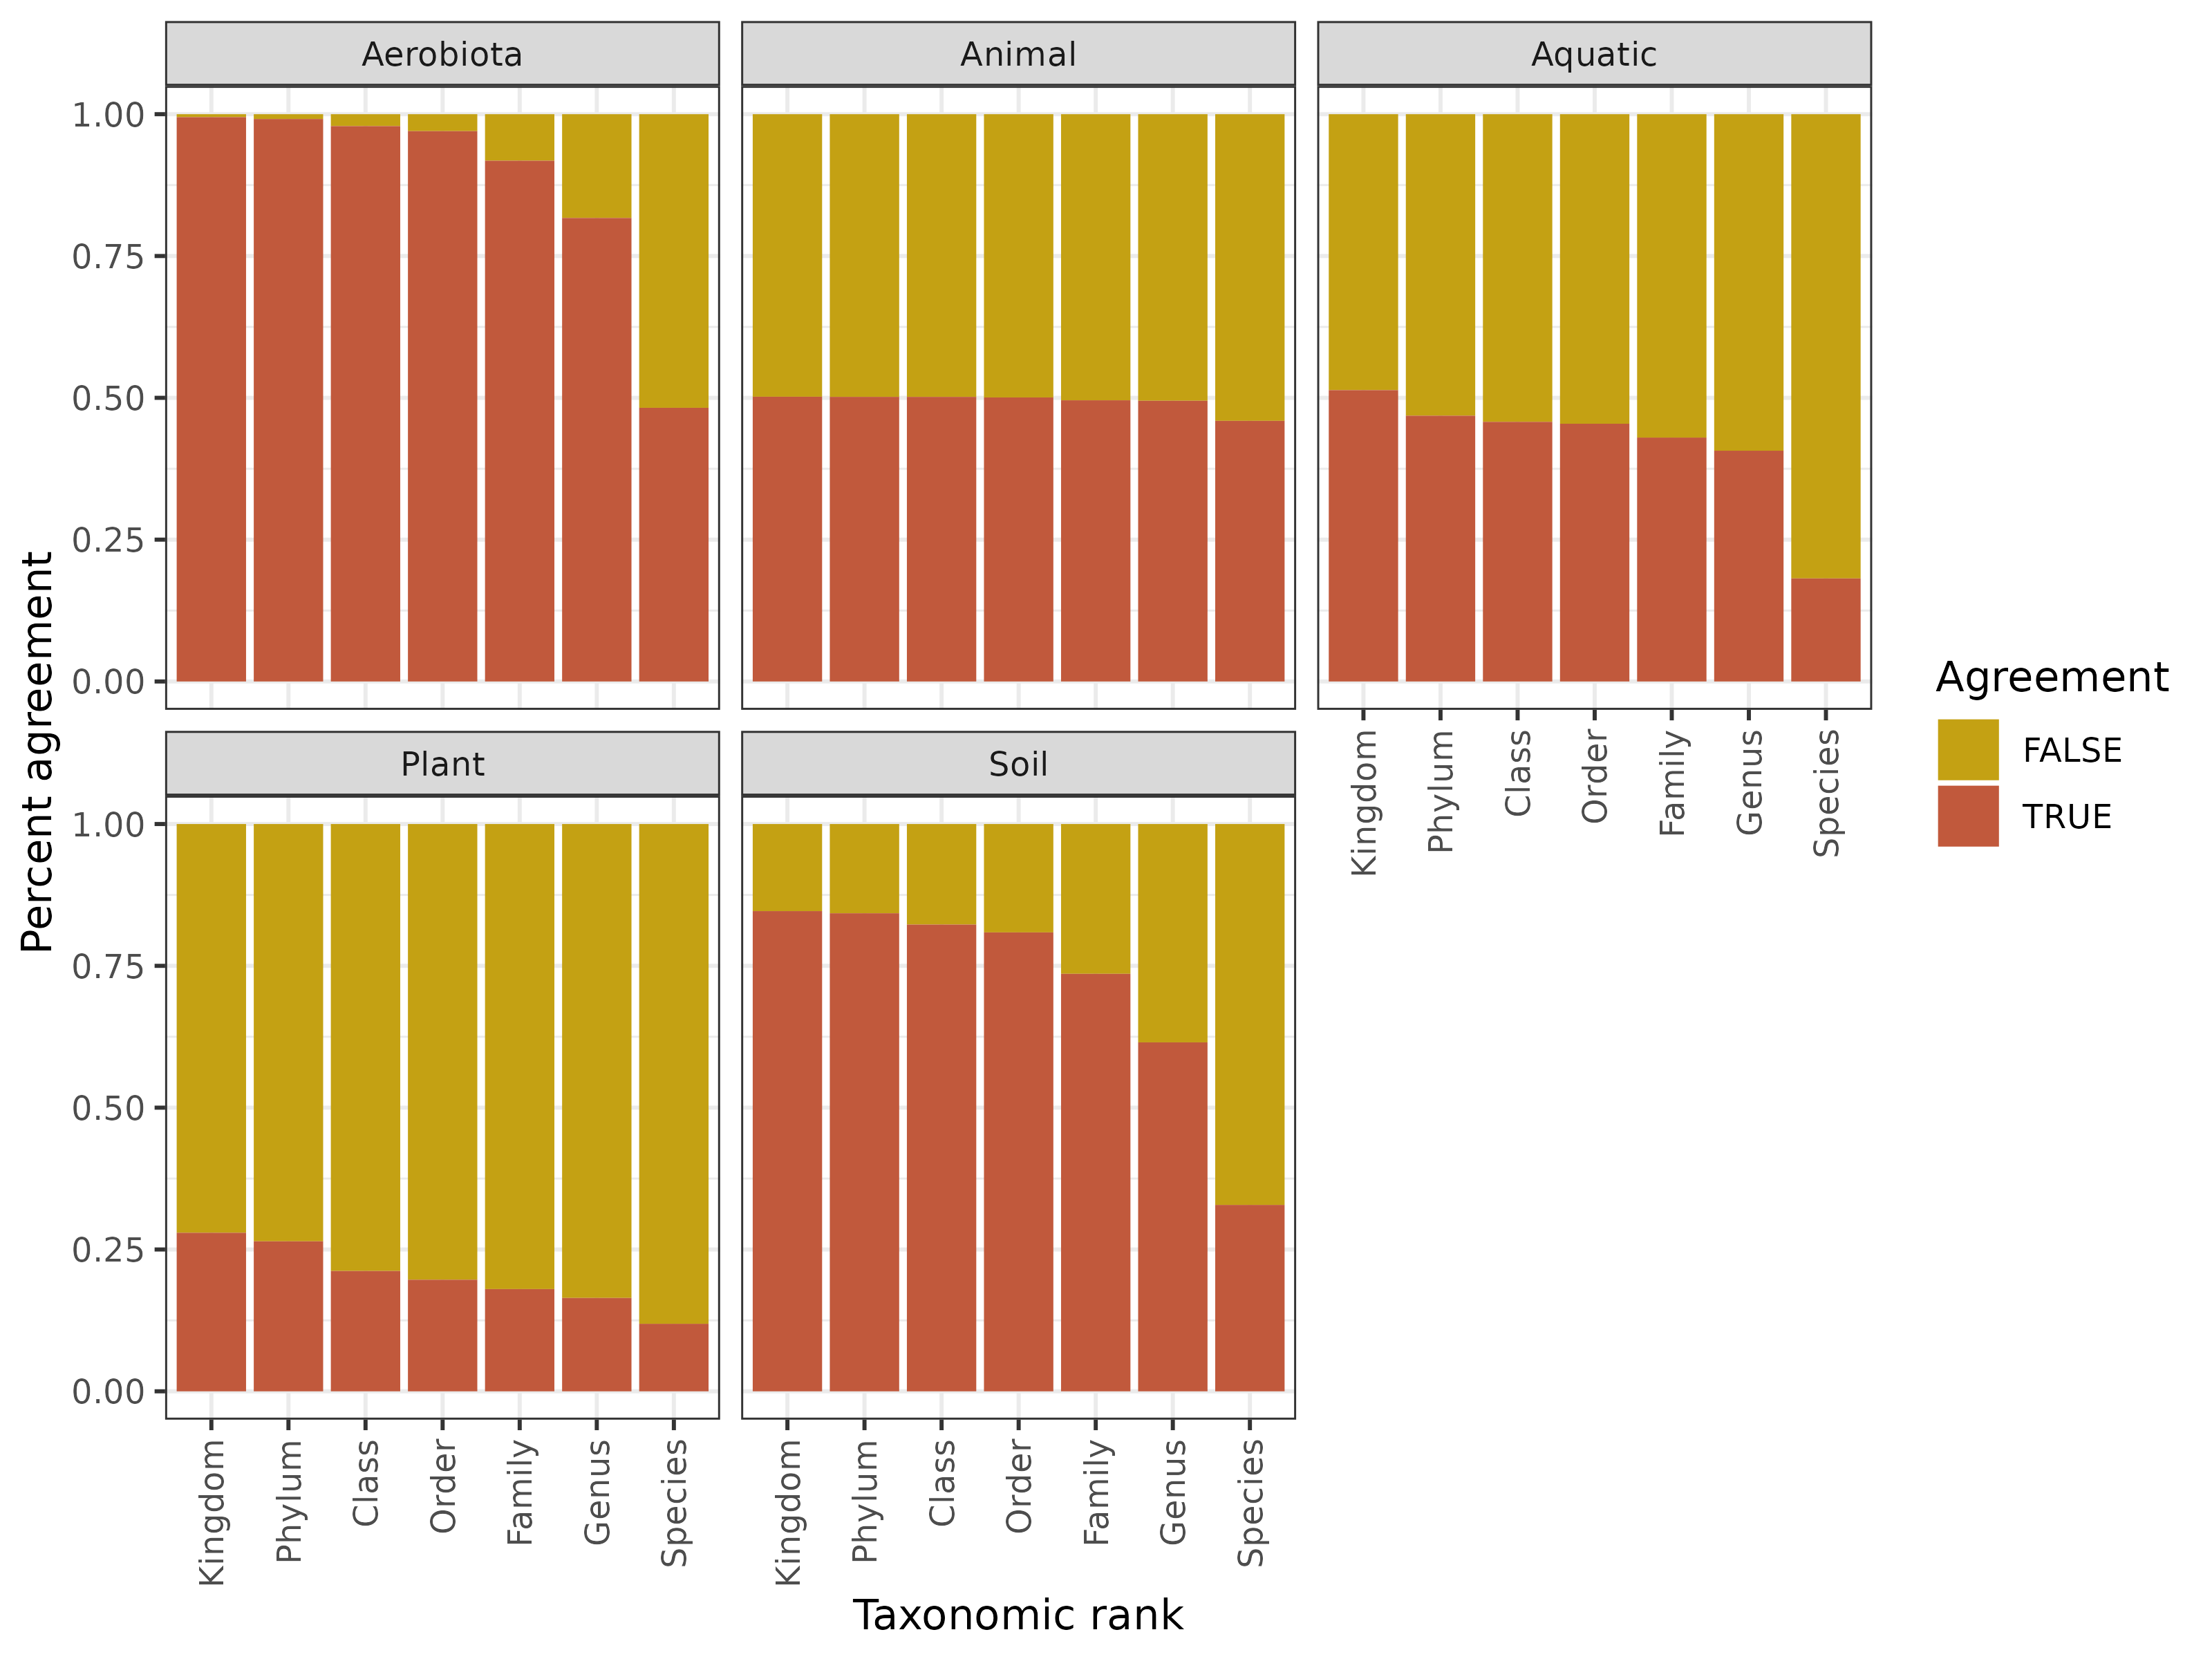 Aerobiota
Animal
Aquatic
1.00
0.75
0.50
0.25
0.00
Percent agreement
Kingdom
Phylum
Class
Order
Family
Genus
Species
Agreement
FALSE
TRUE
Plant
Soil
1.00
0.75
0.50
0.25
0.00
Kingdom
Phylum
Class
Order
Family
Genus
Species
Kingdom
Phylum
Class
Order
Family
Genus
Species
Taxonomic rank